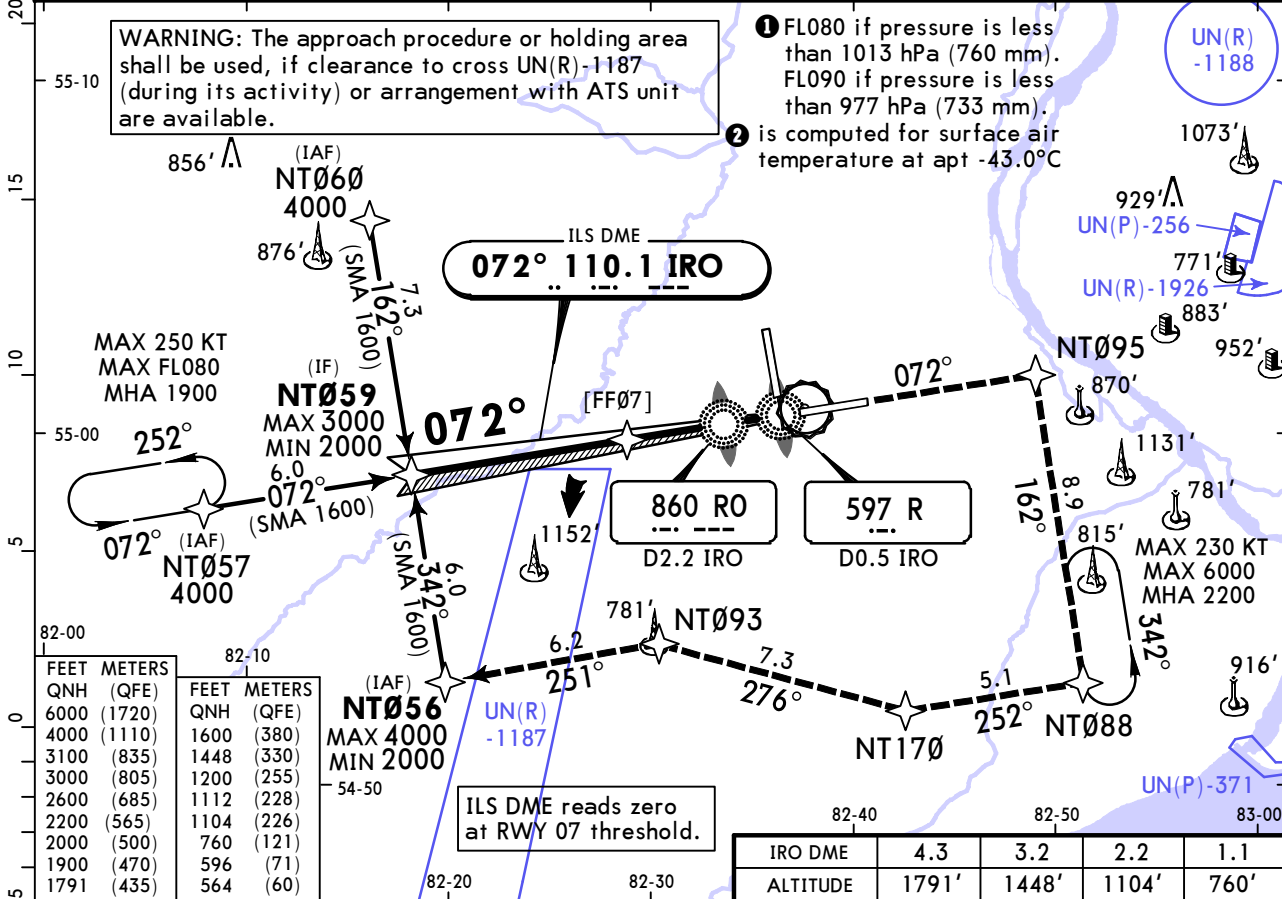 20
WARNING: The approach procedure or holding area
shall be used, if clearance to cross UN(R)-1187
(during its activity) or arrangement with ATS unit
are available.
❶ FL080 if pressure is less
than 1013 hPa (760 mm).
FL090 if pressure is less
than 977 hPa (733 mm).
❷ is computed for surface air
temperature at apt -43.0°C
UN(R)
-1188
55-10
1073'
856'
(IAF)
NTØ60
4000
15
929'
UN(P)-256
876'
ILS DME
072° 110.1 IRO
771'
UN(R)-1926
7.3
162°
(SMA 1600)
883'
MAX 250 KT
MAX FL080
MHA 1900
952'
10
(IF)
NTØ59
MAX 3000
MIN 2000
072°
[FFØ7]
072°
NTØ95
870'
55-00
252°
6.0
072°
(SMA 1600)
1131'
072°
(IAF)
NTØ57
4000
860 RO
D2.2 IRO
597 R
D0.5 IRO
8.9
162°
781'
5
1152'
815'
MAX 230 KT
MAX 6000
MHA 2200
6.0
342°
(SMA 1600)
781'
NTØ93
342°
82-00
82-10
6.2
251°
7.3
276°
5.1
252°
916'
(IAF)
NTØ56
MAX 4000
MIN 2000
UN(R)
-1187
NT17Ø
NTØ88
0
FEET METERS
QNH (QFE)
6000 (1720)
4000 (1110)
3100 (835)
3000 (805)
2600 (685)
2200 (565)
2000 (500)
1900 (470)
1791 (435)
FEET METERS
QNH (QFE)
1600 (380)
1448 (330)
1200 (255)
1112 (228)
1104 (226)
760 (121)
596 (71)
564 (60)
54-50
UN(P)-371
ILS DME reads zero
at RWY 07 threshold.
82-40
82-50
83-00
82-20
82-30
5
IRO DME 4.3 3.2 2.2 1.1
ALTITUDE 1791' 1448' 1104' 760'